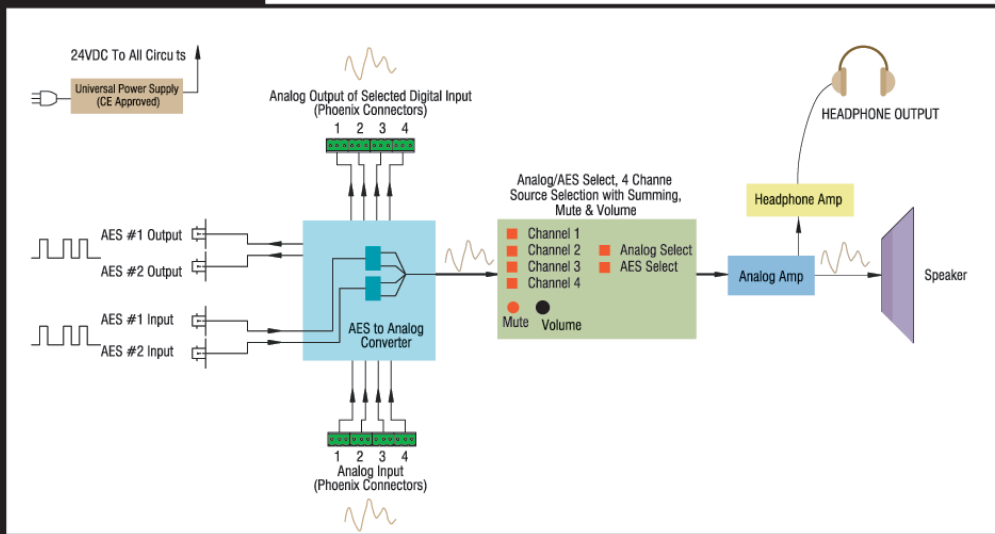 24VDC To All Circuits
Universal Power Supply
(CE Approved)
Analog Output of Selected Digital Input
(Phoenix Connectors)
1 2 3 4
HEADPHONE OUTPUT
Analog/AES Select, 4 Channe
Source Selection with Summing,
Mute & Volume
Headphone Amp
AES #1 Output
AES #2 Output
Channel 1
Channel 2
Channel 3
Channel 4
Analog Select
AES Select
Mute
Volume
Analog Amp
Speaker
AES #1 Input
AES #2 Input
AES to Analog
Converter
1 2 3 4
Analog Input
(Phoenix Connectors)